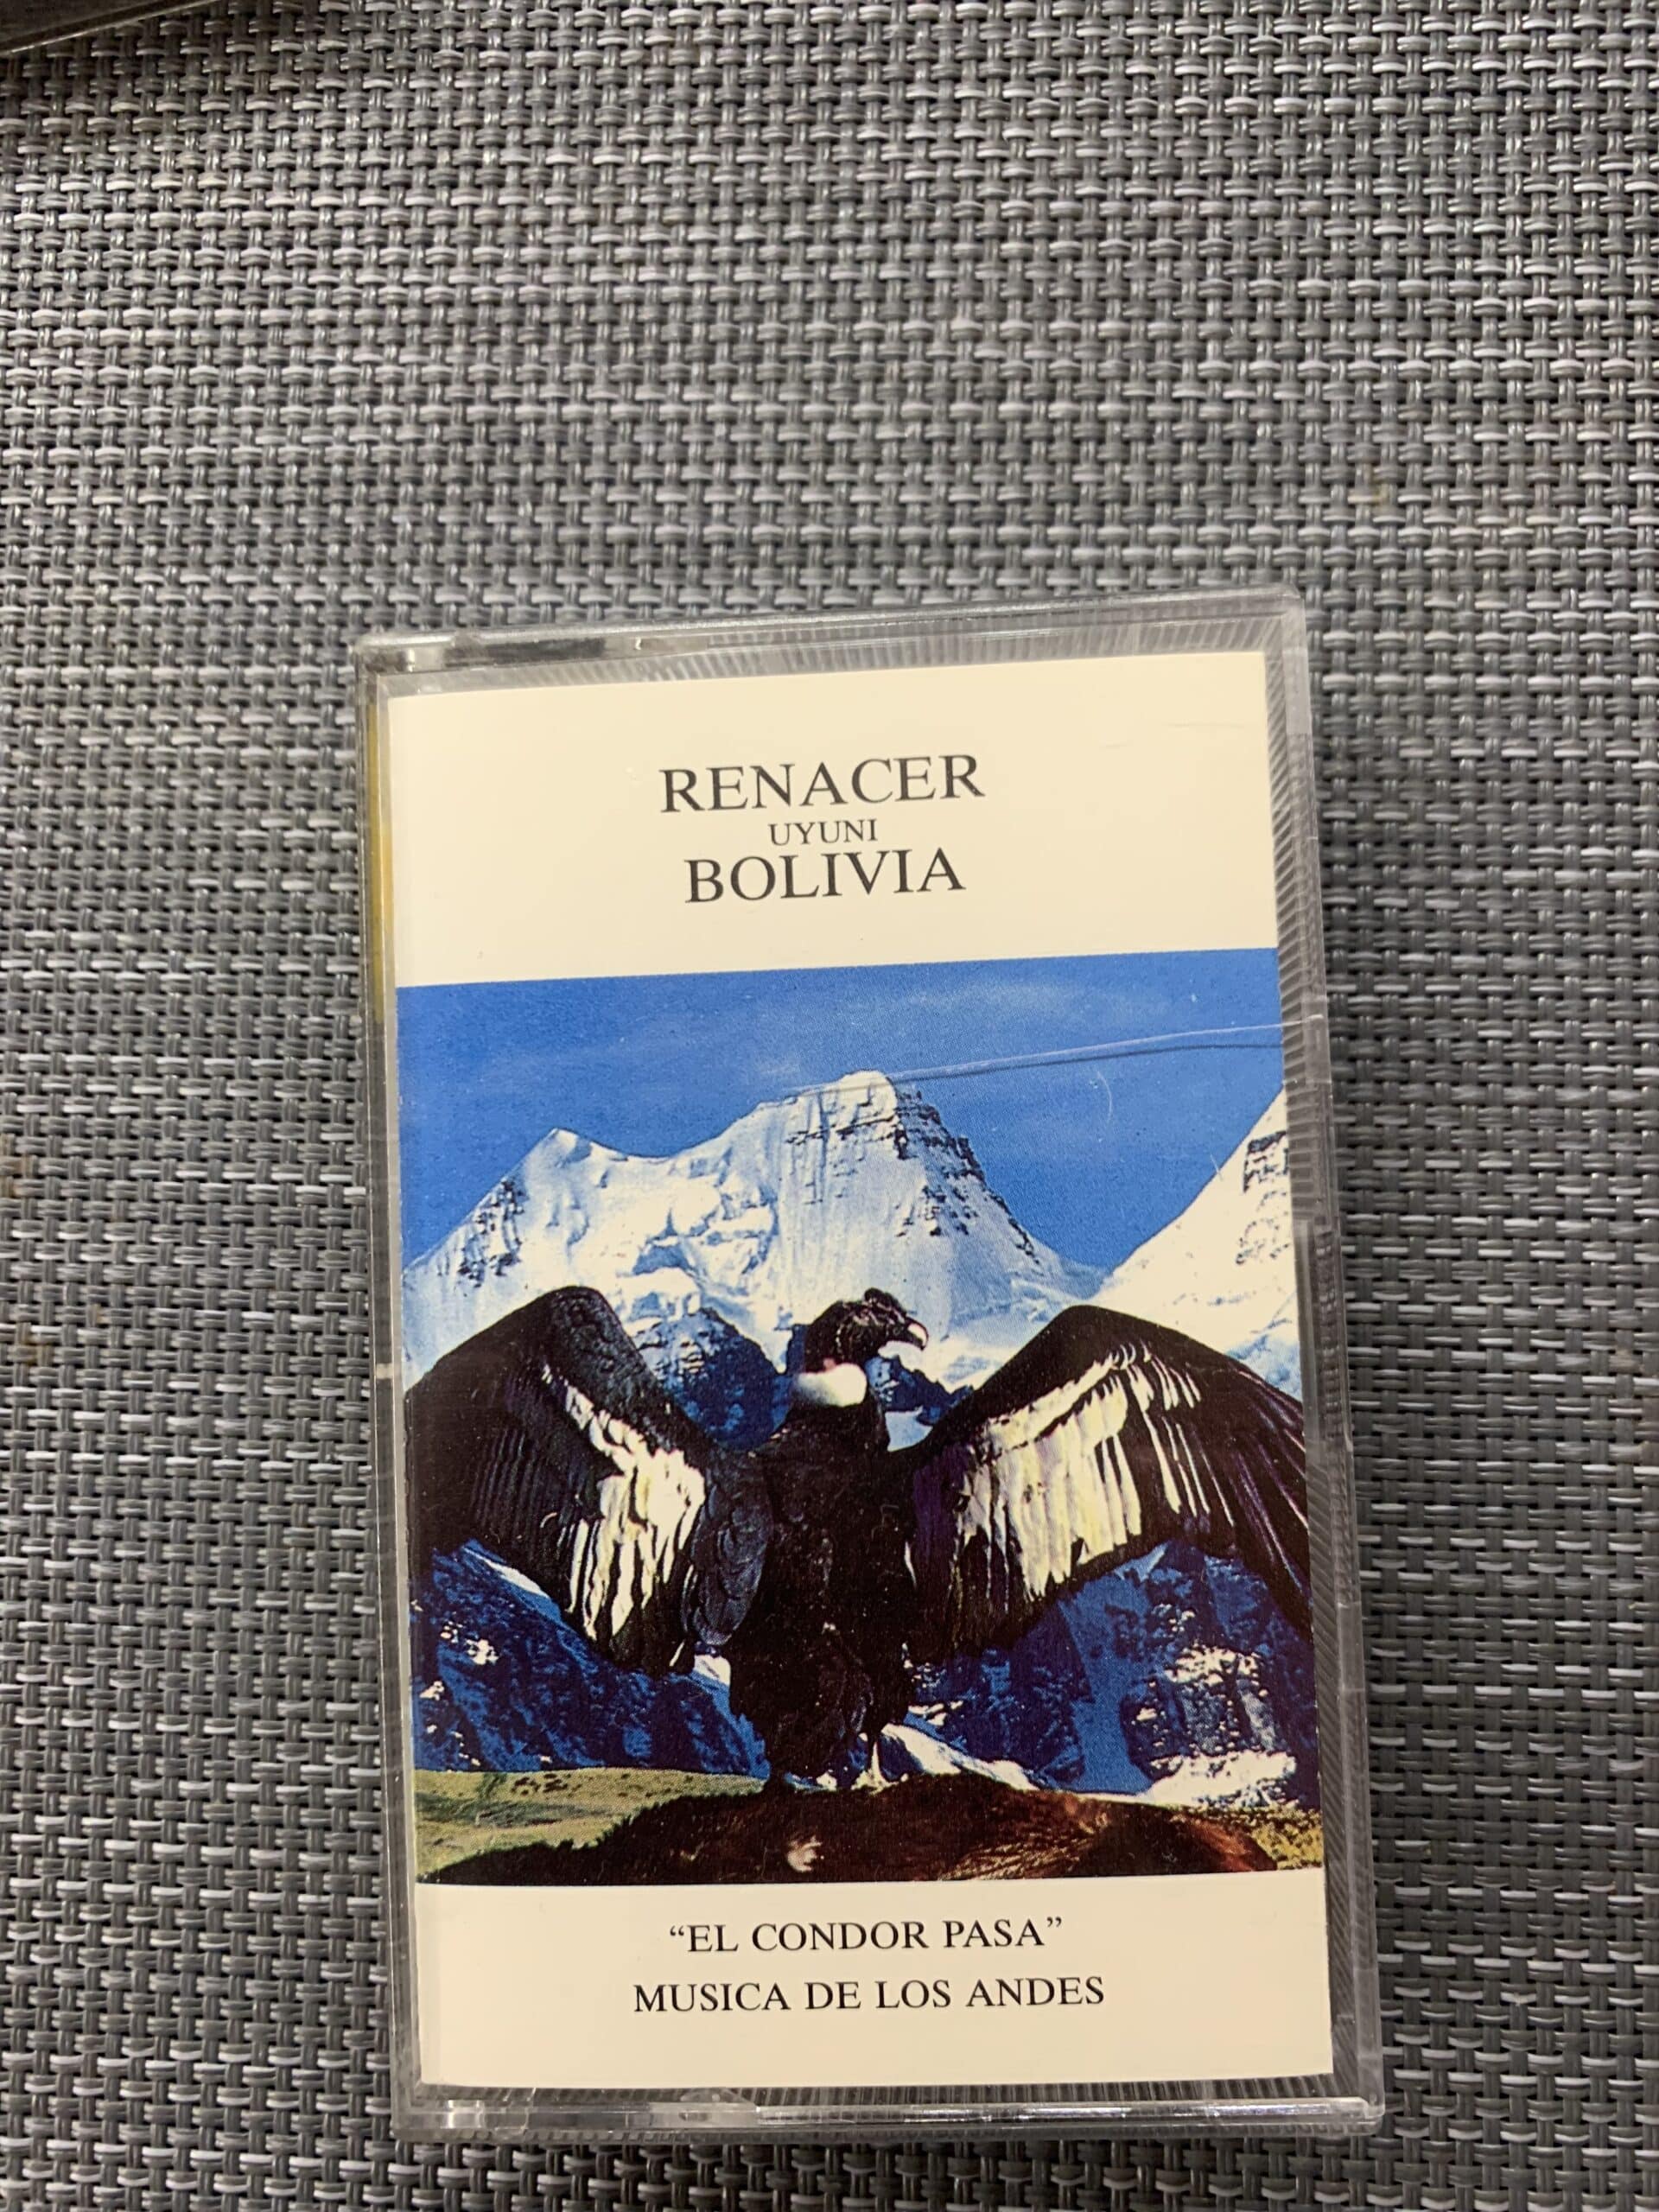 RENACER
UYUNI
BOLIVIA
“EL CONDOR PASA”
MUSICA DE LOS ANDES